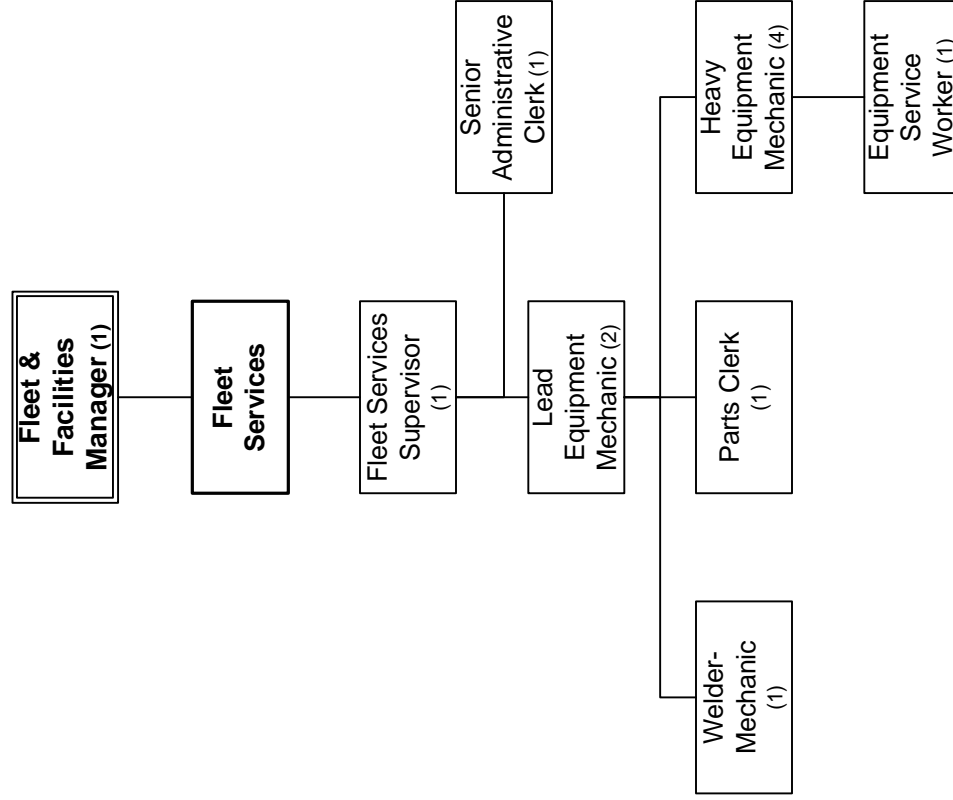 Fleet &
Facilities
Manager (1)
Fleet
Services
Fleet Services
Supervisor
(1)
Senior
Administrative
Clerk (1)
Lead
Equipment
Mechanic (2)
Welder-
Mechanic
(1)
Parts Clerk
(1)
Heavy
Equipment
Mechanic (4)
Equipment
Service
Worker (1)